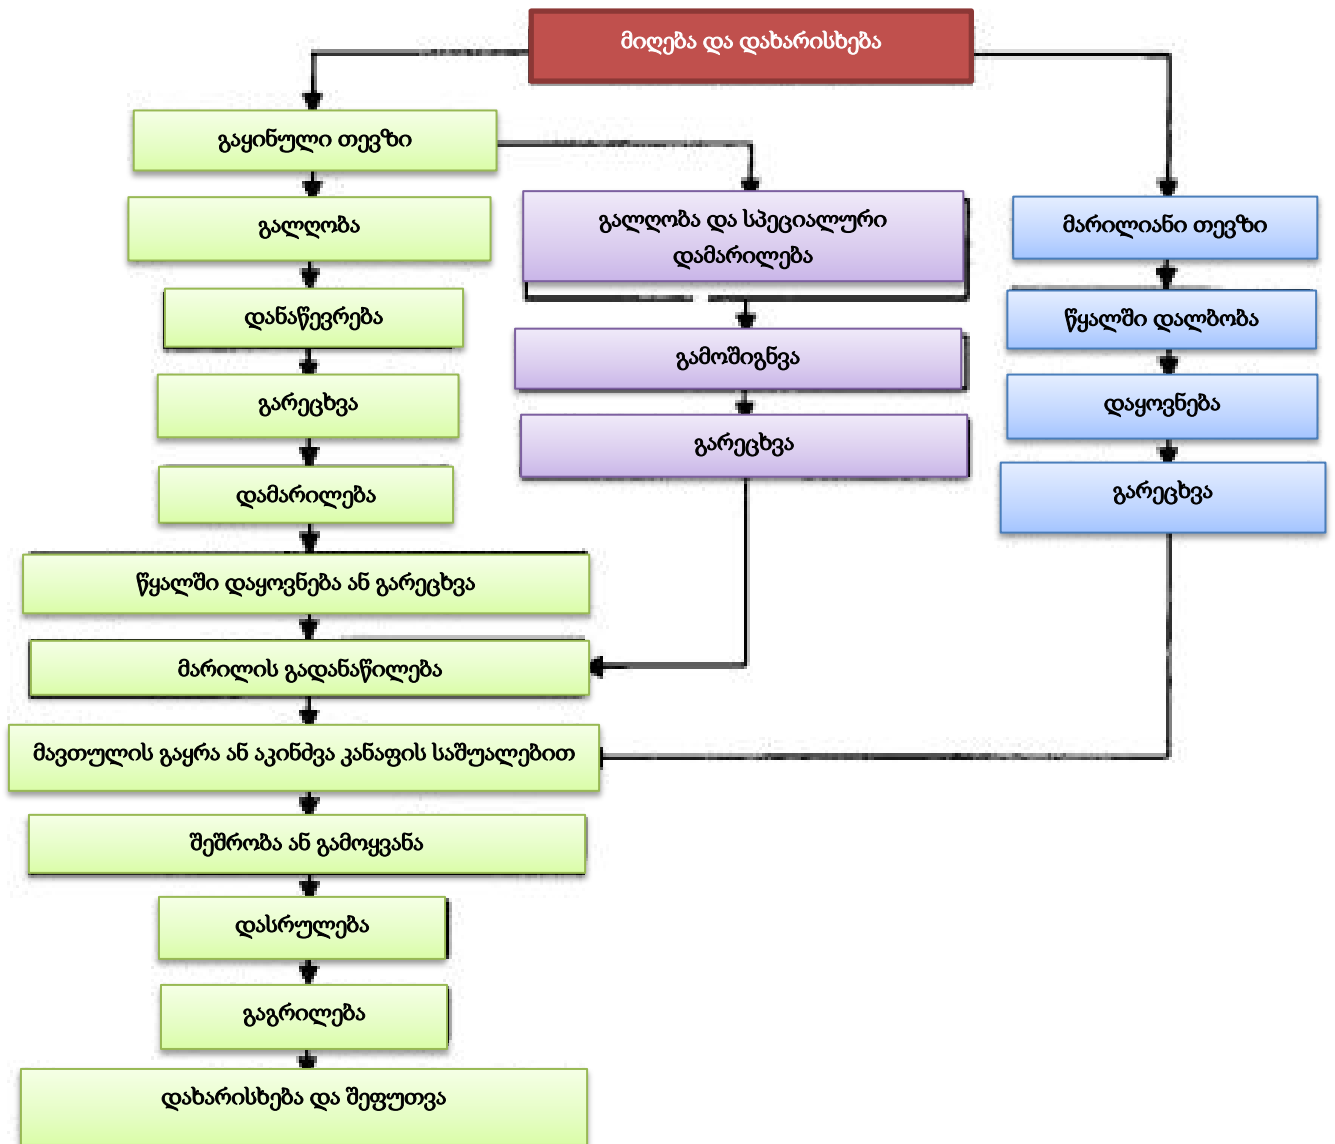 მიღება და დახარისხება
გაყინული თევზი
გალღობა
დანაწევრება
გარეცხვა
დამარილება
წყალში დაყოვნება ან გარეცხვა
მარილის გადანაწილება
მავთულის გაყრა ან აკინძვა კანაფის საშუალებით
შეშრობა ან გამოყვანა
დასრულება
გაგრილება
დახარისხება და შეფუთვა
გალღობა და სპეციალური
დამარილება
გამოშიგნვა
გარეცხვა
მარილიანი თევზი
წყალში დალბობა
დაყოვნება
გარეცხვა